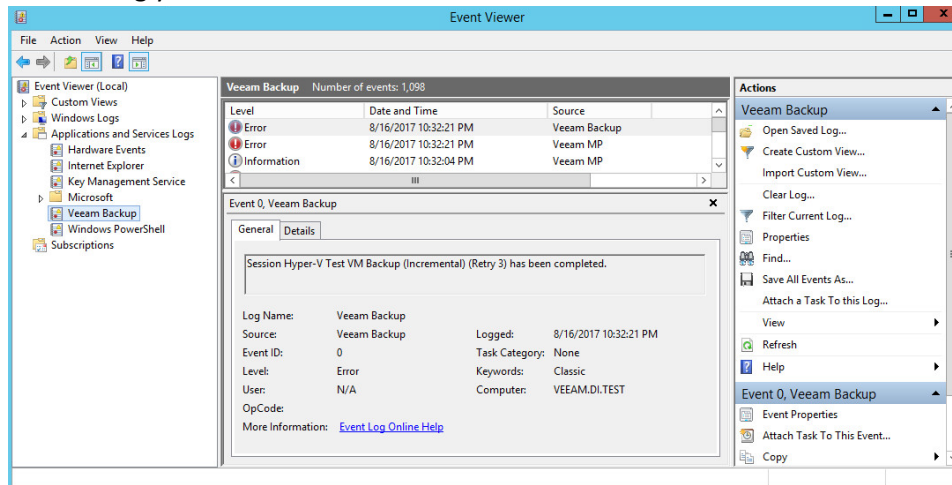 Event Viewer
File Action View Help
Event Viewer (Local)
Custom Views
Windows Logs
Applications and Services Logs
Hardware Events
Internet Explorer
Key Management Service
Microsoft
Veeam Backup
Windows PowerShell
Subscriptions
Veeam Backup Number of events: 1,098
Level Date and Time Source
Error 8/16/2017 10:32:21 PM Veeam Backup
Error 8/16/2017 10:32:21 PM Veeam MP
Information 8/16/2017 10:32:04 PM Veeam MP
Event 0, Veeam Backup
General Details
Session Hyper-V Test VM Backup (Incremental) (Retry 3) has been completed.
Log Name: Veeam Backup
Source: Veeam Backup Logged: 8/16/2017 10:32:21 PM
Event ID: 0 Task Category: None
Level: Error Keywords: Classic
User: N/A Computer: VEEAM.DI.TEST
OpCode:
More Information: Event Log Online Help
Actions
Veeam Backup
Open Saved Log...
Create Custom View...
Import Custom View...
Clear Log...
Filter Current Log...
Properties
Find...
Save All Events As...
Attach a Task To this Log...
View
Refresh
Help
Event 0, Veeam Backup
Event Properties
Attach Task To This Event...
Copy